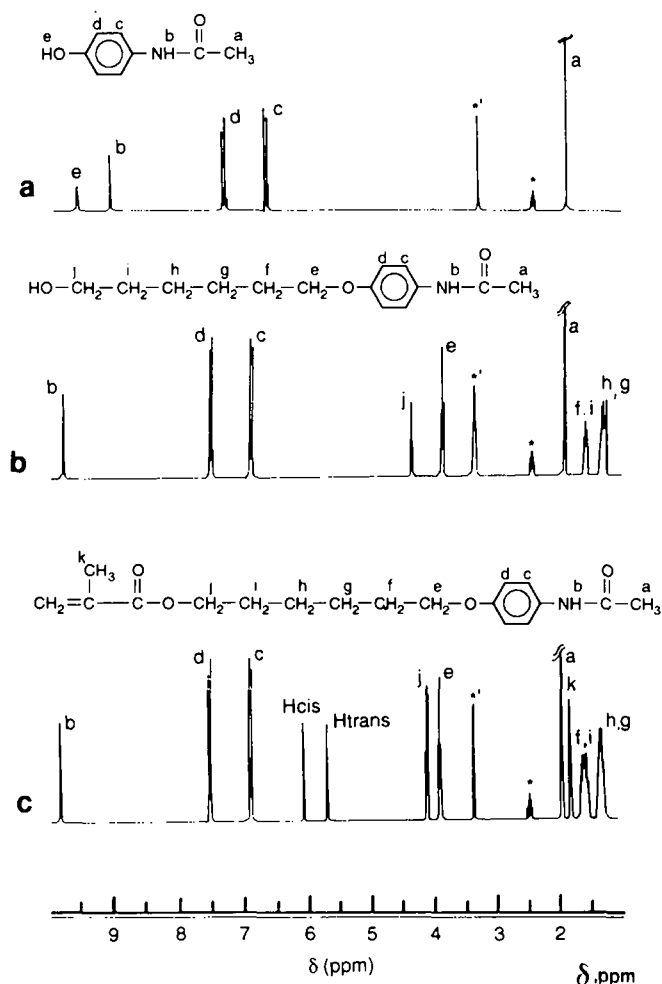 d c b O a
e
HO NH C CH₃
a
*'
d c
b
e *
a
j i h g f e d c b O a
HO—CH₂—CH₂—CH₂—CH₂—CH₂—CH₂—O NH—C—CH₃
a
d c
e
b *' h,g
j f,i
*
b
k CH₃ O j i h g f e d c b O a
CH₂=C—C—O—CH₂—CH₂—CH₂—CH₂—CH₂—CH₂—O NH—C—CH₃
a
d c
j e k
Hcis *' h,g
b Htrans f,i
*
c
9 8 7 6 5 4 3 2
δ (ppm)
δ,ppm